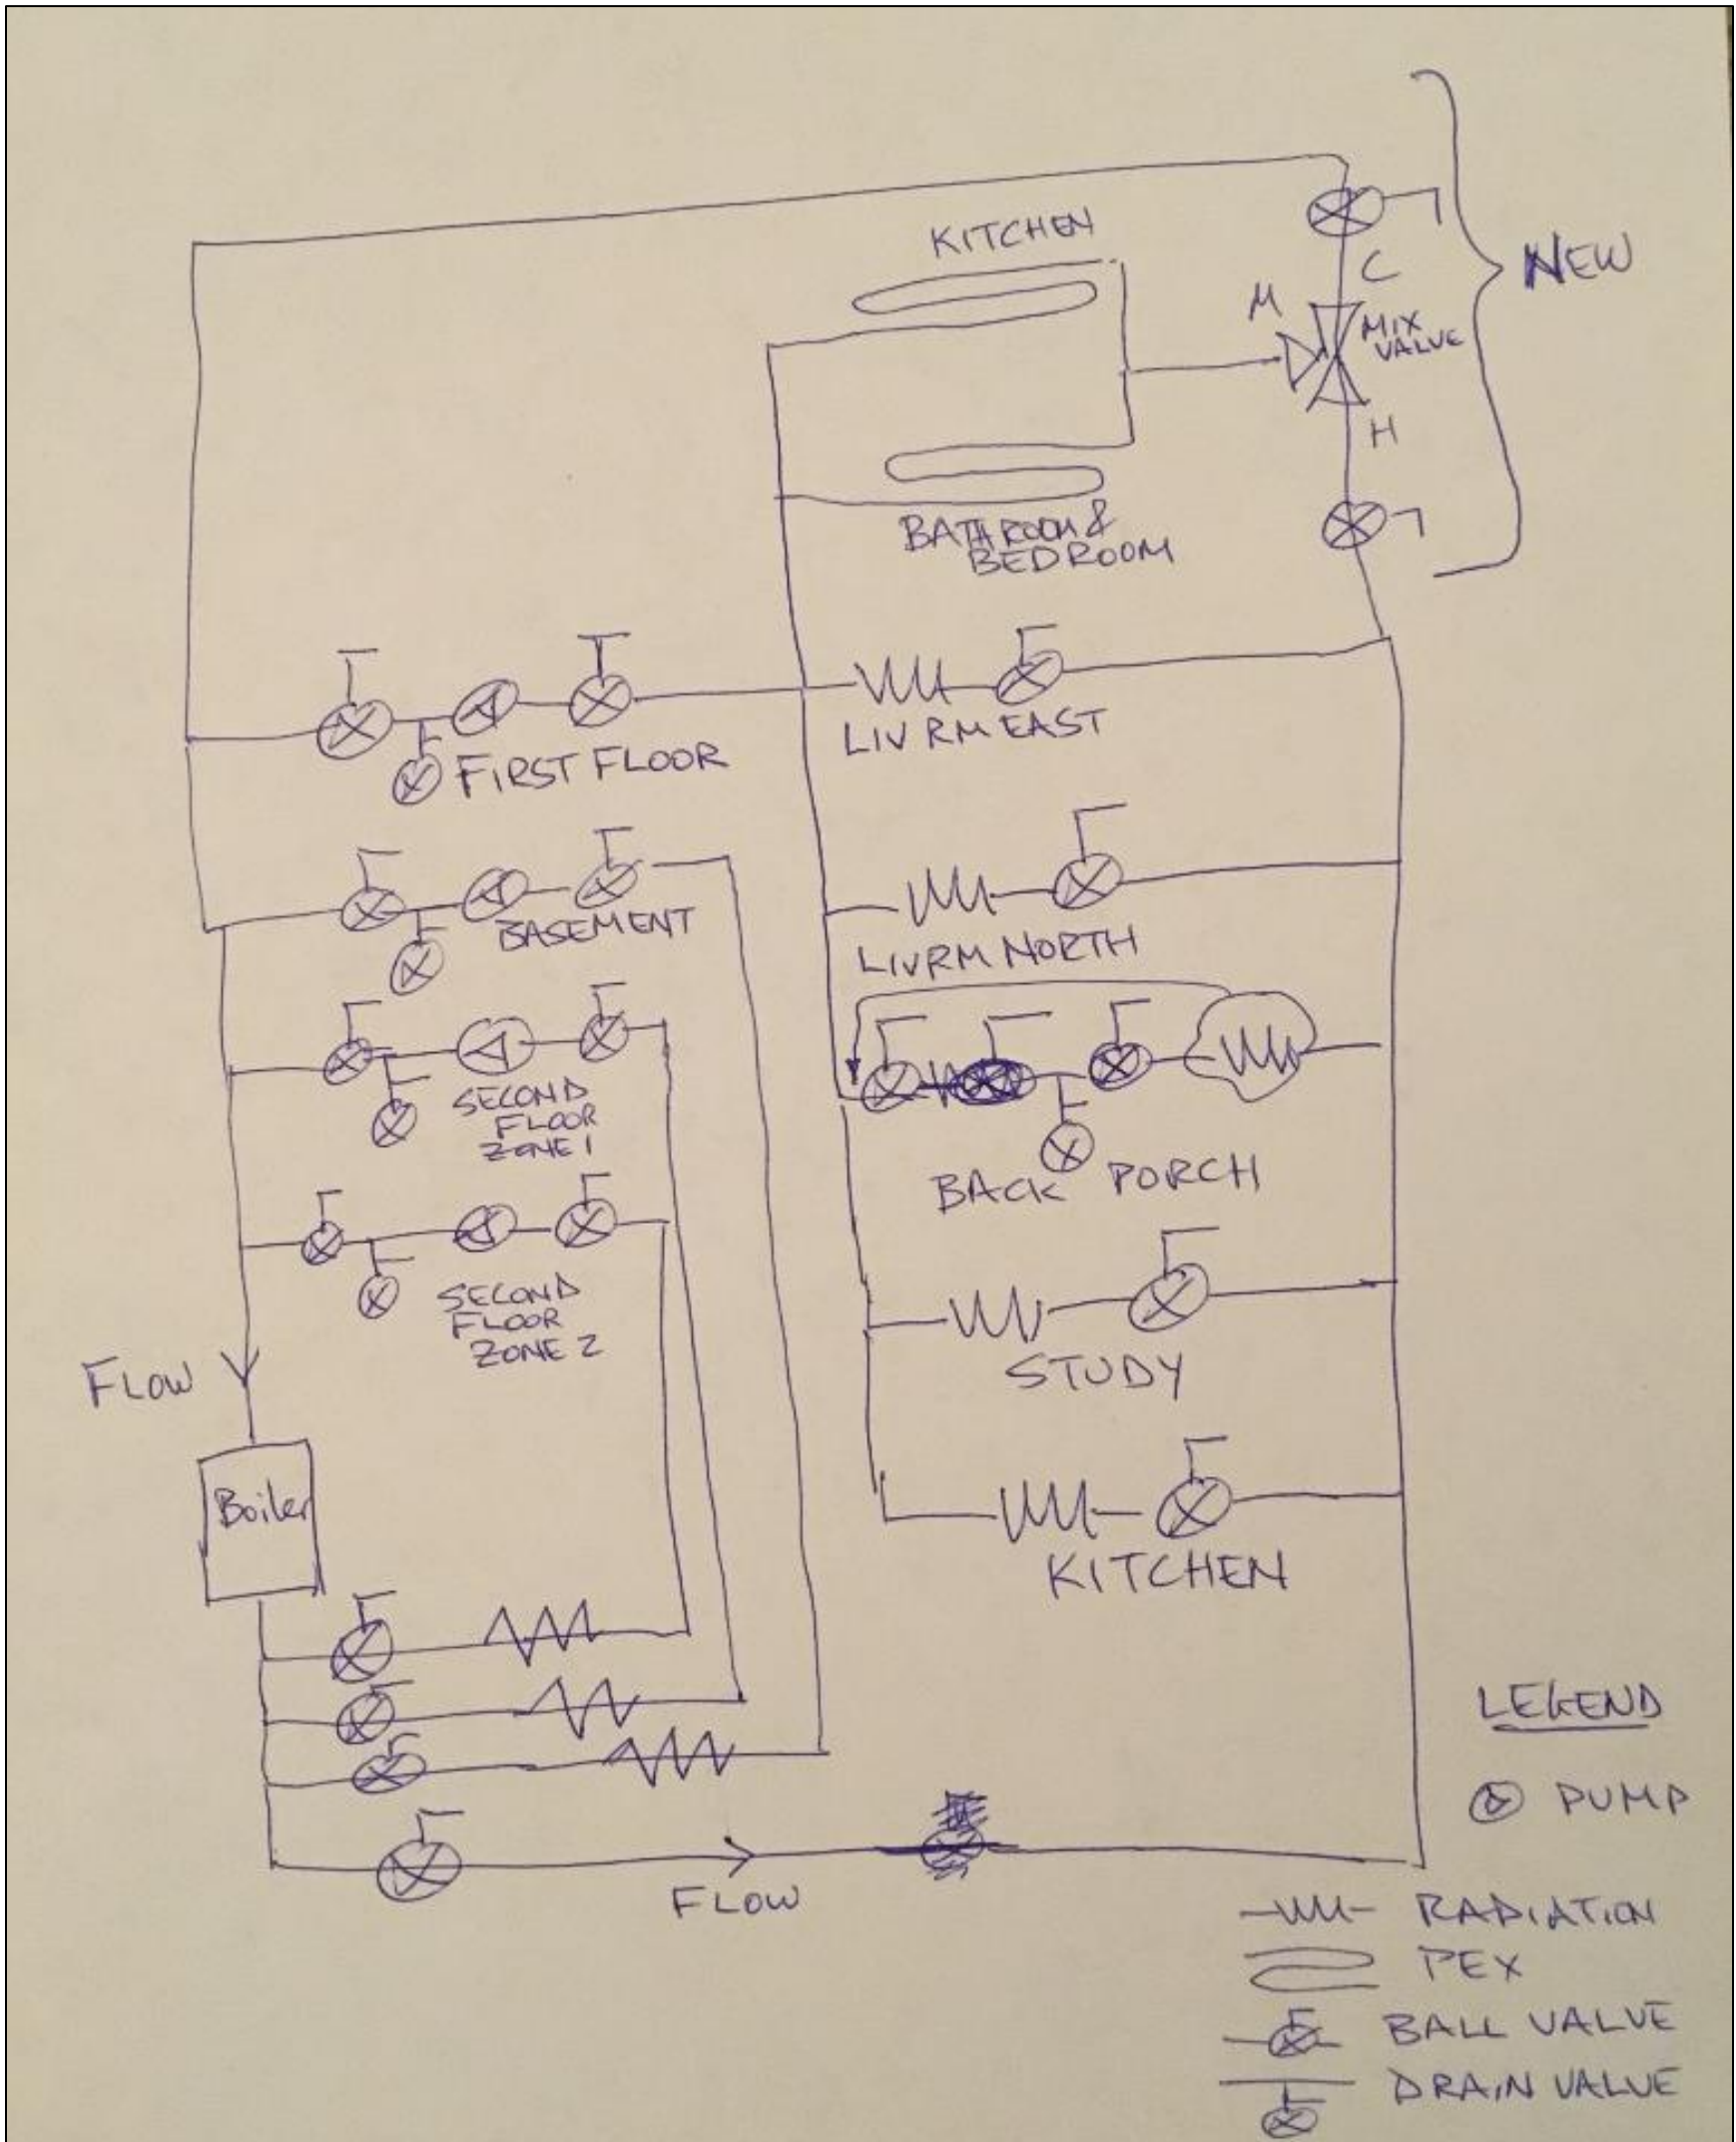 KITCHEN
NEW
C
M
MIX
VALVE
H
BATHROOM &
BEDROOM
LIV RM EAST
FIRST FLOOR
BASEMENT
LIVRM NORTH
SECOND
FLOOR
ZONE 1
BACK PORCH
SECOND
FLOOR
ZONE 2
FLOW
STUDY
Boiler
KITCHEN
FLOW
LEGEND
PUMP
RADIATION
PEX
BALL VALVE
DRAIN VALVE